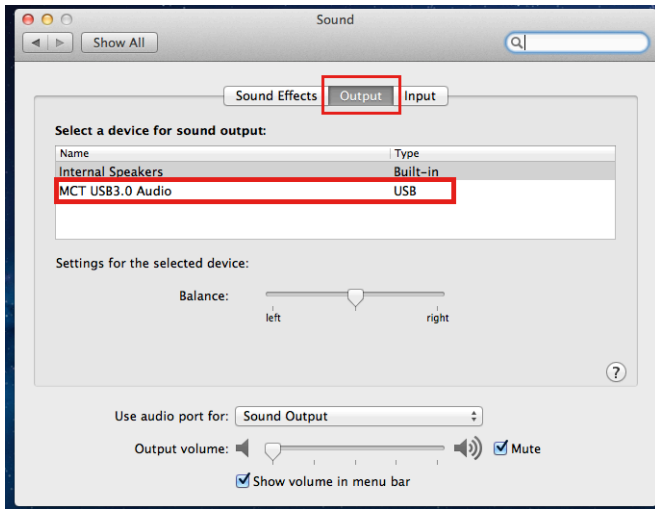 Sound
Show All
Sound Effects Output Input
Select a device for sound output:
Name Type
Internal Speakers Built-in
MCT USB3.0 Audio USB
Settings for the selected device:
Balance:
left right
?
Use audio port for: Sound Output
Output volume: Mute
Show volume in menu bar